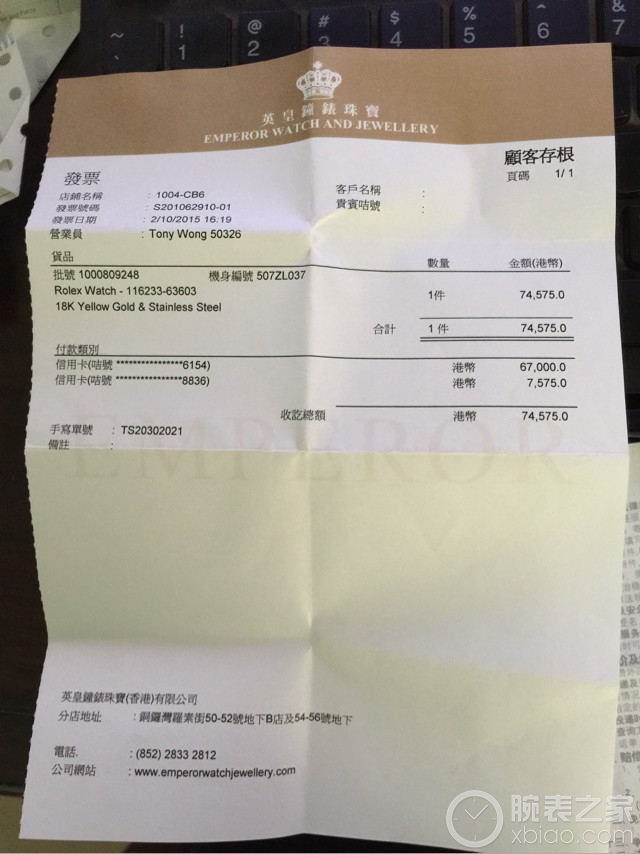 ~ ! @ # $ % ^ &
1 2 3 4 5 6 7
英皇鐘錶珠寶
EMPEROR WATCH AND JEWELLERY
顧客存根
發票
頁碼 1/ 1
店鋪名稱 : 1004-CB6 客戶名稱 :
發票號碼 : S201062910-01 貴賓咭號 :
發票日期 : 2/10/2015 16:19
營業員 : Tony Wong 50326
貨品 數量 金額(港幣)
批號 1000809248 機身編號 507ZL037
Rolex Watch - 116233-63603 1件 74,575.0
18K Yellow Gold & Stainless Steel
合計 1 件 74,575.0
付款類別
信用卡(咭號 ****************6154) 港幣 67,000.0
信用卡(咭號 ****************8836) 港幣 7,575.0
收訖總額 港幣 74,575.0
手寫單號 : TS20302021
備註 :
EMPEROR
英皇鐘錶珠寶(香港)有限公司
分店地址 : 銅鑼灣羅素街50-52號地下B店及54-56號地下
電話. : (852) 2833 2812
公司網站 : www.emperorwatchjewellery.com
腕表之家
xbiao.com